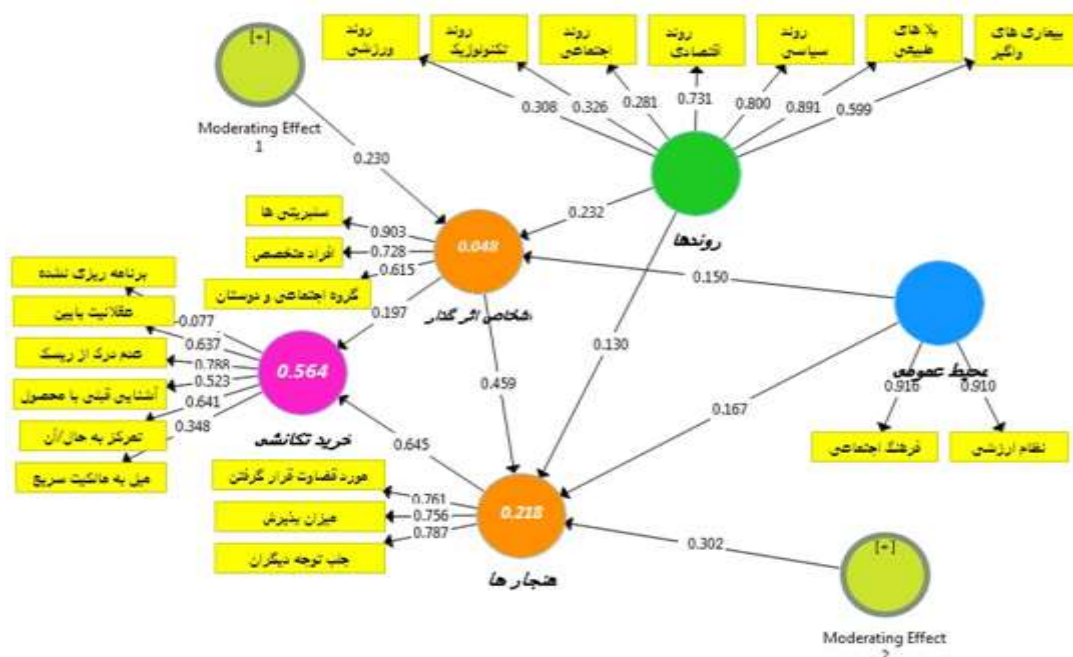 [+]
Moderating Effect
1
روند
ورزشی
روند
تکنولوژیک
روند
اجتماعی
روند
اقتصادی
روند
سیاسی
بلا های
طبیعی
بیماری های
واگیر
0.308
0.326
0.281
0.731
0.800
0.891
0.599
0.230
0.232
روندها
سلبریتی ها
افراد متخصص
گروه اجتماعی و دوستان
0.903
0.728
0.615
0.048
اشخاص اثر گذار
0.150
0.197
0.130
0.459
برنامه ریزی نشده
عقلانیت پایین
عدم درک از ریسک
آشنایی قبلی با محصول
تمرکز به حال/آن
میل به مالکیت سریع
-0.077
0.637
0.788
0.523
0.641
0.348
0.564
خرید تکانشی
محیط عمومی
0.916
0.910
فرهنگ اجتماعی
نظام ارزشی
0.167
0.645
مورد قضاوت قرار گرفتن
میزان پذیرش
جلب توجه دیگران
0.761
0.756
0.787
0.218
هنجار ها
0.302
[+]
Moderating Effect
2